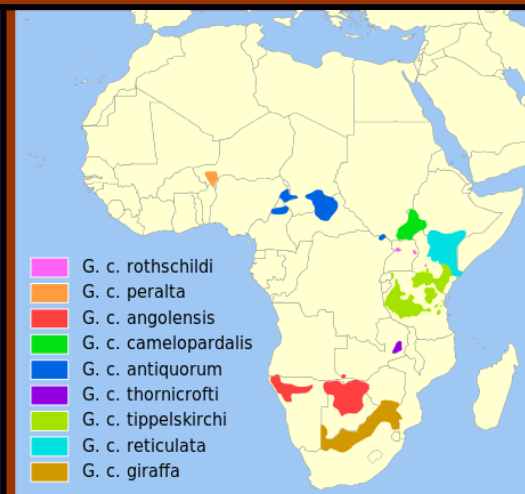 G. c. rothschildi
G. c. peralta
G. c. angolensis
G. c. camelopardalis
G. c. antiquorum
G. c. thornicrofti
G. c. tippelskirchi
G. c. reticulata
G. c. giraffa